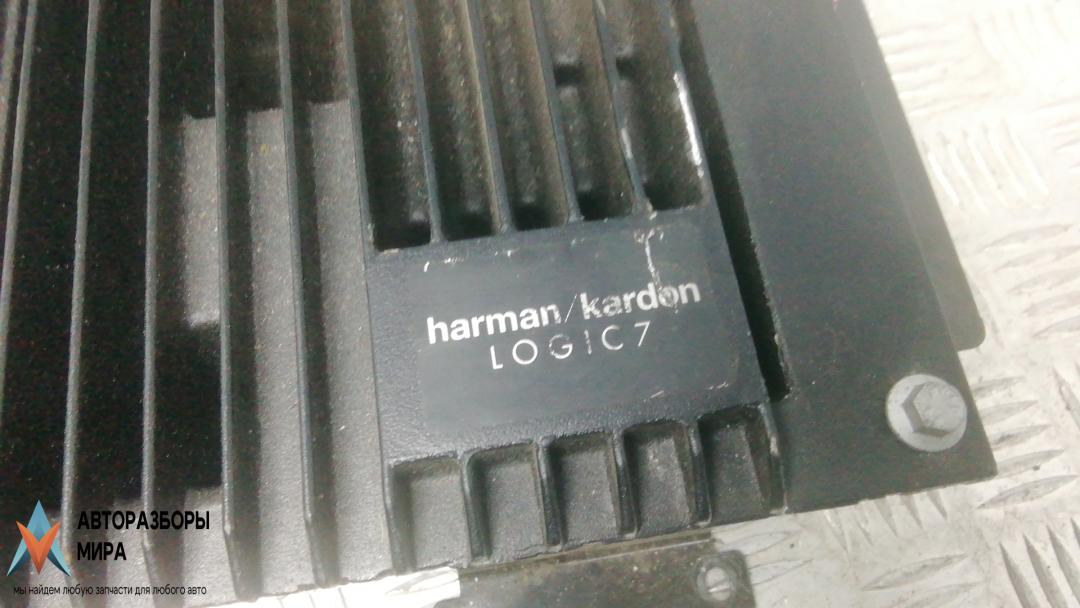 harman/kardon
LOGIC7
АВТОРАЗБОРЫ
МИРА
мы найдем любую запчасти для любого авто